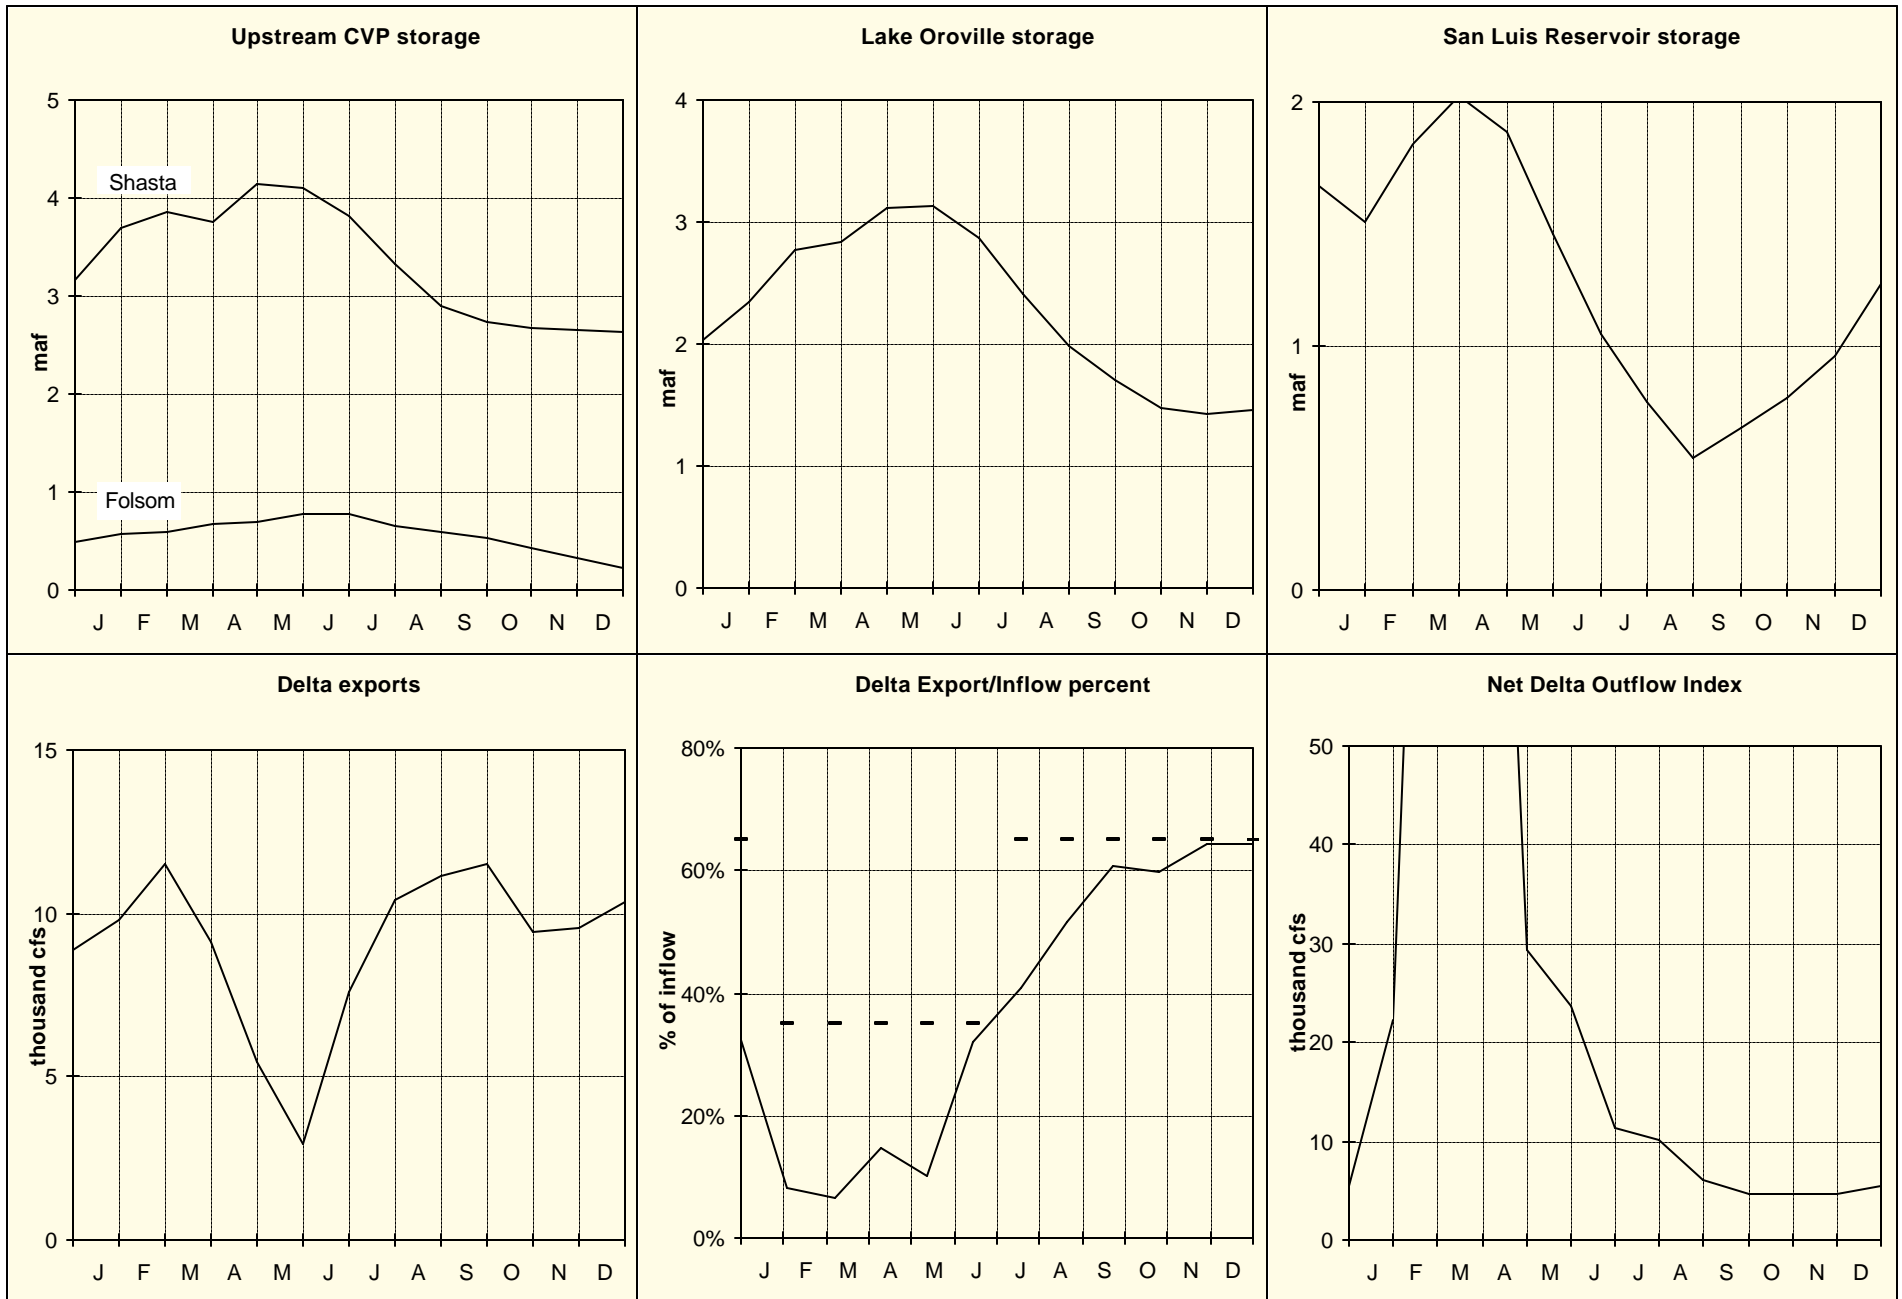 Upstream CVP storage
5
4
3
2
1
0
maf
Shasta
Folsom
J F M A M J J A S O N D
Lake Oroville storage
4
3
2
1
0
maf
J F M A M J J A S O N D
San Luis Reservoir storage
2
1
0
maf
J F M A M J J A S O N D
Delta exports
15
10
5
0
thousand cfs
J F M A M J J A S O N D
Delta Export/Inflow percent
80%
60%
40%
20%
0%
% of inflow
J F M A M J J A S O N D
Net Delta Outflow Index
50
40
30
20
10
0
thousand cfs
J F M A M J J A S O N D